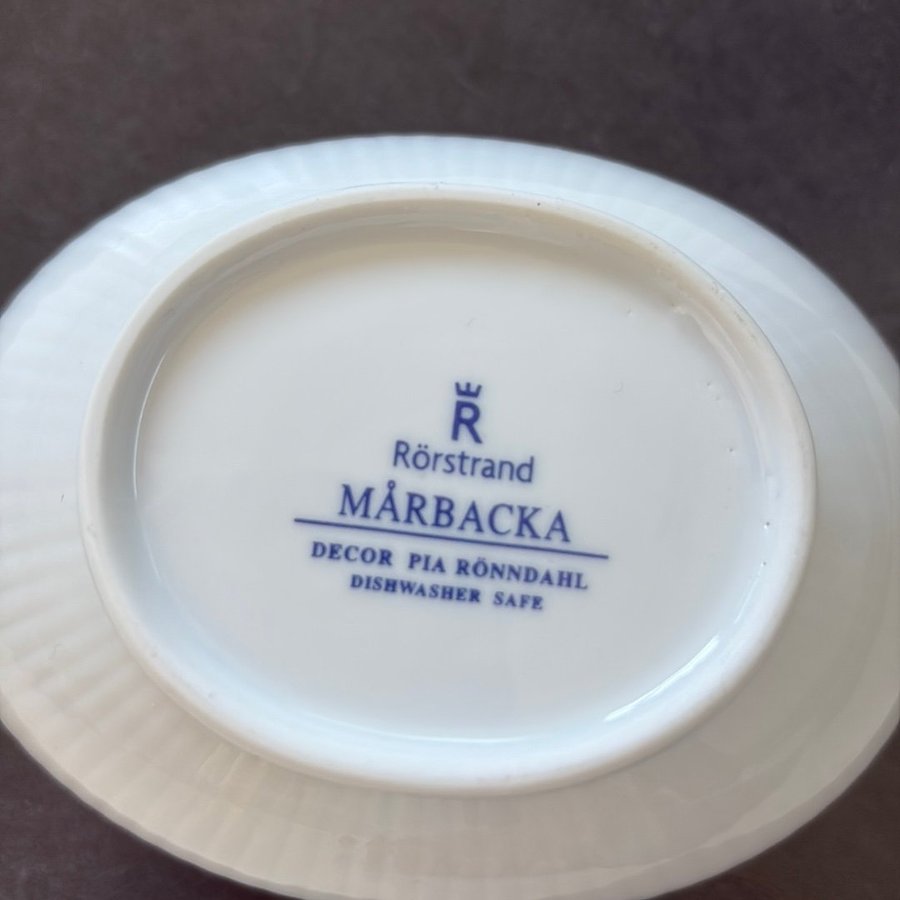 R
Rörstrand
MÅRBACKA
DECOR PIA RÖNNDAHL
DISHWASHER SAFE